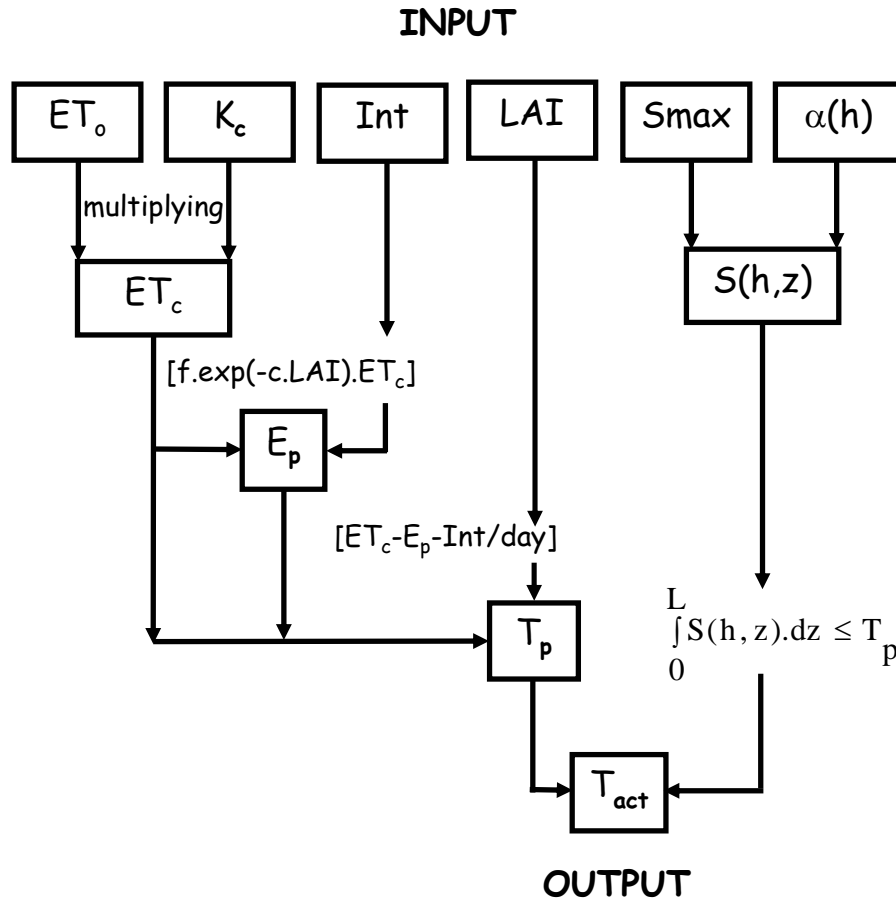 INPUT
ETo Kc Int LAI Smax α(h)
multiplying
ETc S(h,z)
[f.exp(-c.LAI).ETc]
Ep
[ETc-Ep-Int/day]
L
∫S(h,z).dz ≤ Tp
0
Tp
Tact
OUTPUT